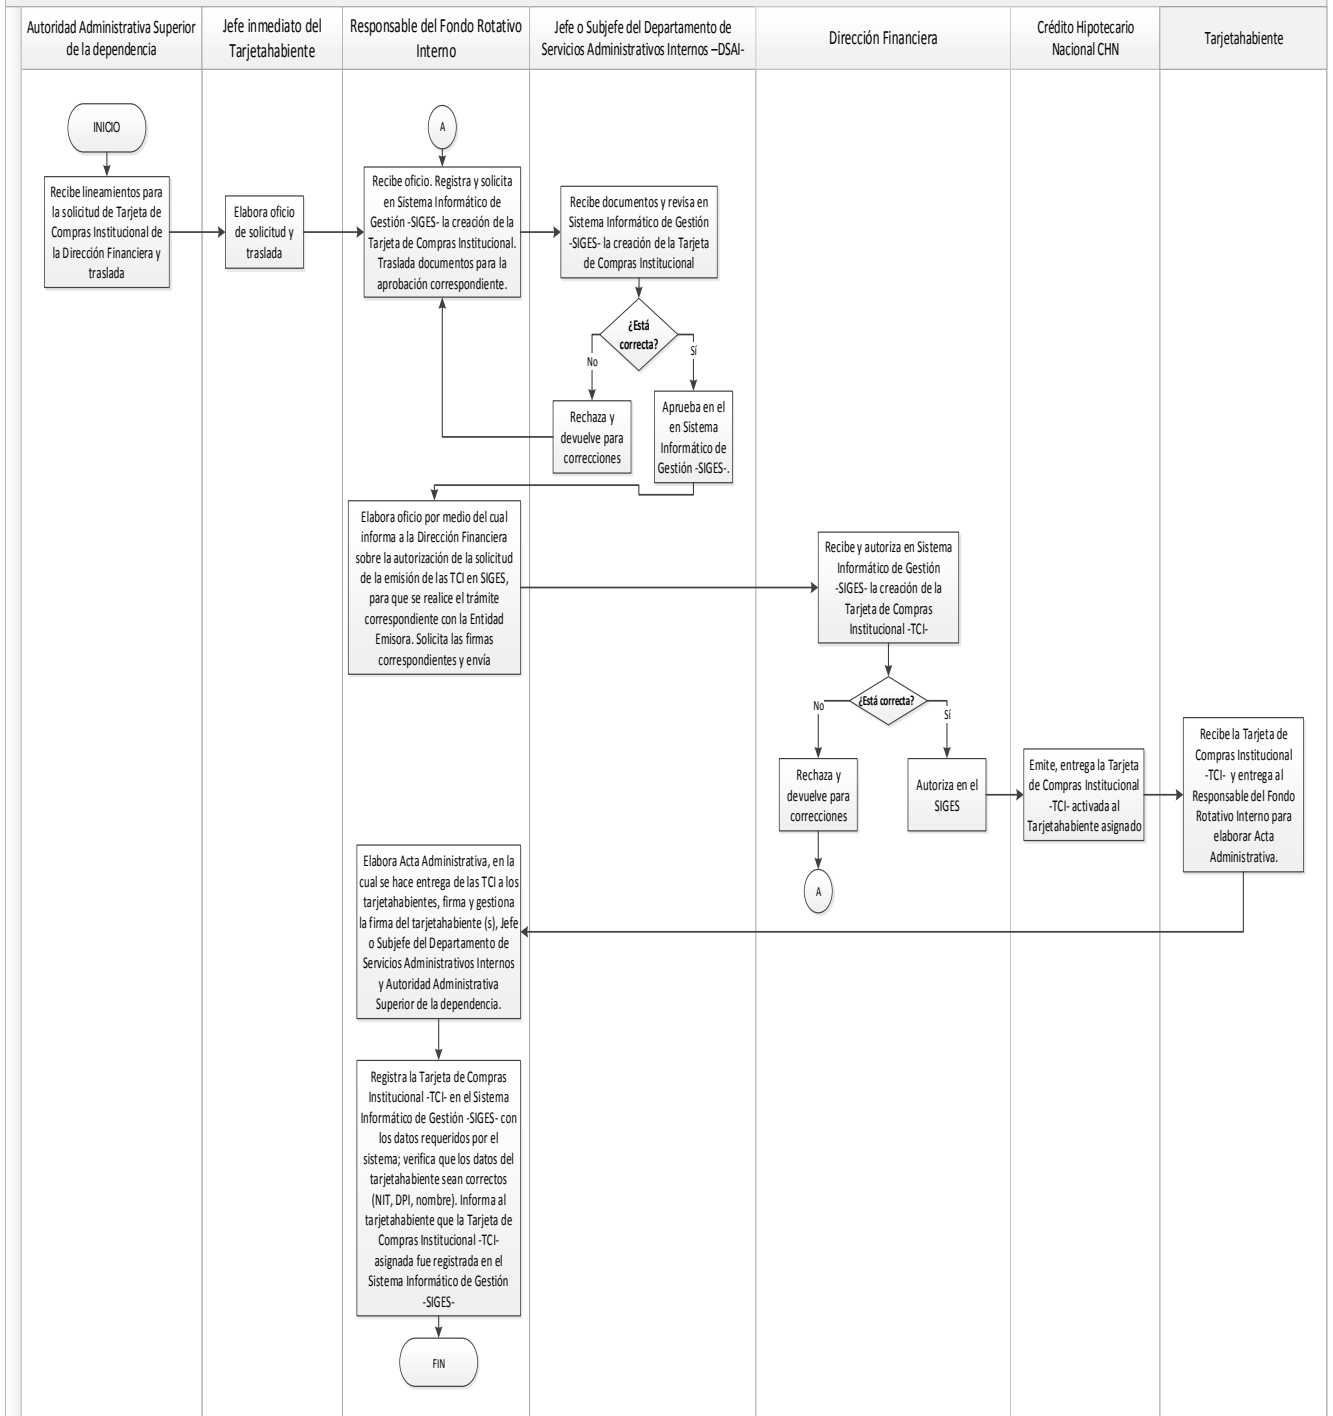 Autoridad Administrativa Superior
de la dependencia
Jefe inmediato del
Tarjetahabiente
Responsable del Fondo Rotativo
Interno
Jefe o Subjefe del Departamento de
Servicios Administrativos Internos –DSAI-
Dirección Financiera
Crédito Hipotecario
Nacional CHN
Tarjetahabiente
INICIO
Recibe lineamientos para
la solicitud de Tarjeta de
Compras Institucional de
la Dirección Financiera y
traslada
Elabora oficio
de solicitud y
traslada
A
Recibe oficio. Registra y solicita
en Sistema Informático de
Gestión -SIGES- la creación de la
Tarjeta de Compras Institucional.
Traslada documentos para la
aprobación correspondiente.
Recibe documentos y revisa en
Sistema Informático de Gestión
-SIGES- la creación de la Tarjeta
de Compras Institucional
¿Está
correcta?
No
Sí
Rechaza y
devuelve para
correcciones
Aprueba en el
en Sistema
Informático de
Gestión -SIGES-.
Elabora oficio por medio del cual
informa a la Dirección Financiera
sobre la autorización de la solicitud
de la emisión de las TCI en SIGES,
para que se realice el trámite
correspondiente con la Entidad
Emisora. Solicita las firmas
correspondientes y envía
Recibe y autoriza en Sistema
Informático de Gestión
-SIGES- la creación de la
Tarjeta de Compras
Institucional -TCI-
¿Está correcta?
No
Sí
Rechaza y
devuelve para
correcciones
A
Autoriza en el
SIGES
Emite, entrega la Tarjeta
de Compras Institucional
-TCI- activada al
Tarjetahabiente asignado
Recibe la Tarjeta de
Compras Institucional
-TCI- y entrega al
Responsable del Fondo
Rotativo Interno para
elaborar Acta
Administrativa.
Elabora Acta Administrativa, en la
cual se hace entrega de las TCI a los
tarjetahabientes, firma y gestiona
la firma del tarjetahabiente (s), Jefe
o Subjefe del Departamento de
Servicios Administrativos Internos
y Autoridad Administrativa
Superior de la dependencia.
Registra la Tarjeta de Compras
Institucional -TCI- en el Sistema
Informático de Gestión -SIGES- con
los datos requeridos por el
sistema; verifica que los datos del
tarjetahabiente sean correctos
(NIT, DPI, nombre). Informa al
tarjetahabiente que la Tarjeta de
Compras Institucional -TCI-
asignada fue registrada en el
Sistema Informático de Gestión
-SIGES-
FIN